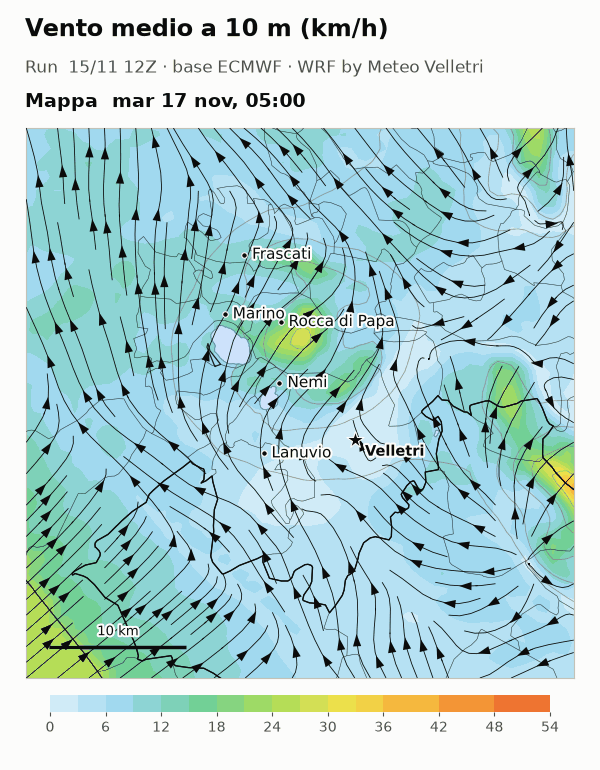 Vento medio a 10 m (km/h)
Run  15/11 12Z · base ECMWF · WRF by Meteo Velletri
Mappa  mar 17 nov, 05:00
Frascati
Marino
Rocca di Papa
Nemi
Velletri
Lanuvio
10 km
0 6 12 18 24 30 36 42 48 54